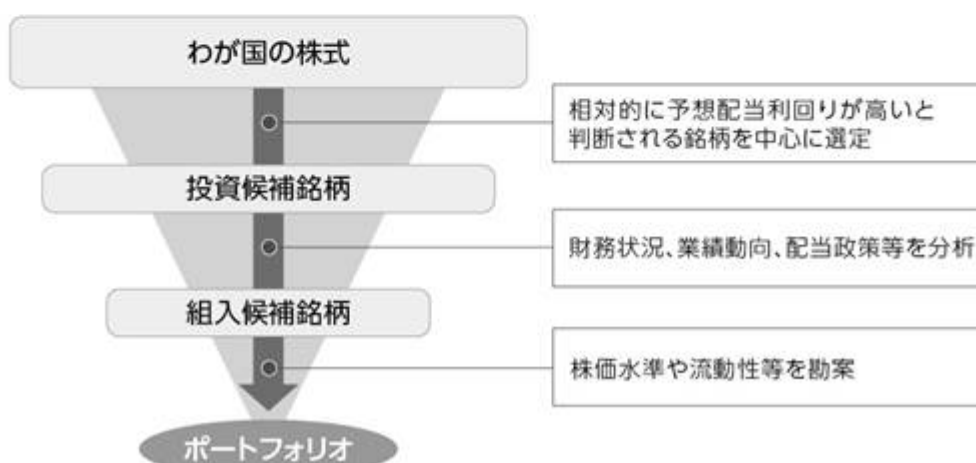 わが国の株式
相対的に予想配当利回りが高いと
判断される銘柄を中心に選定
投資候補銘柄
財務状況、業績動向、配当政策等を分析
組入候補銘柄
株価水準や流動性等を勘案
ポートフォリオ